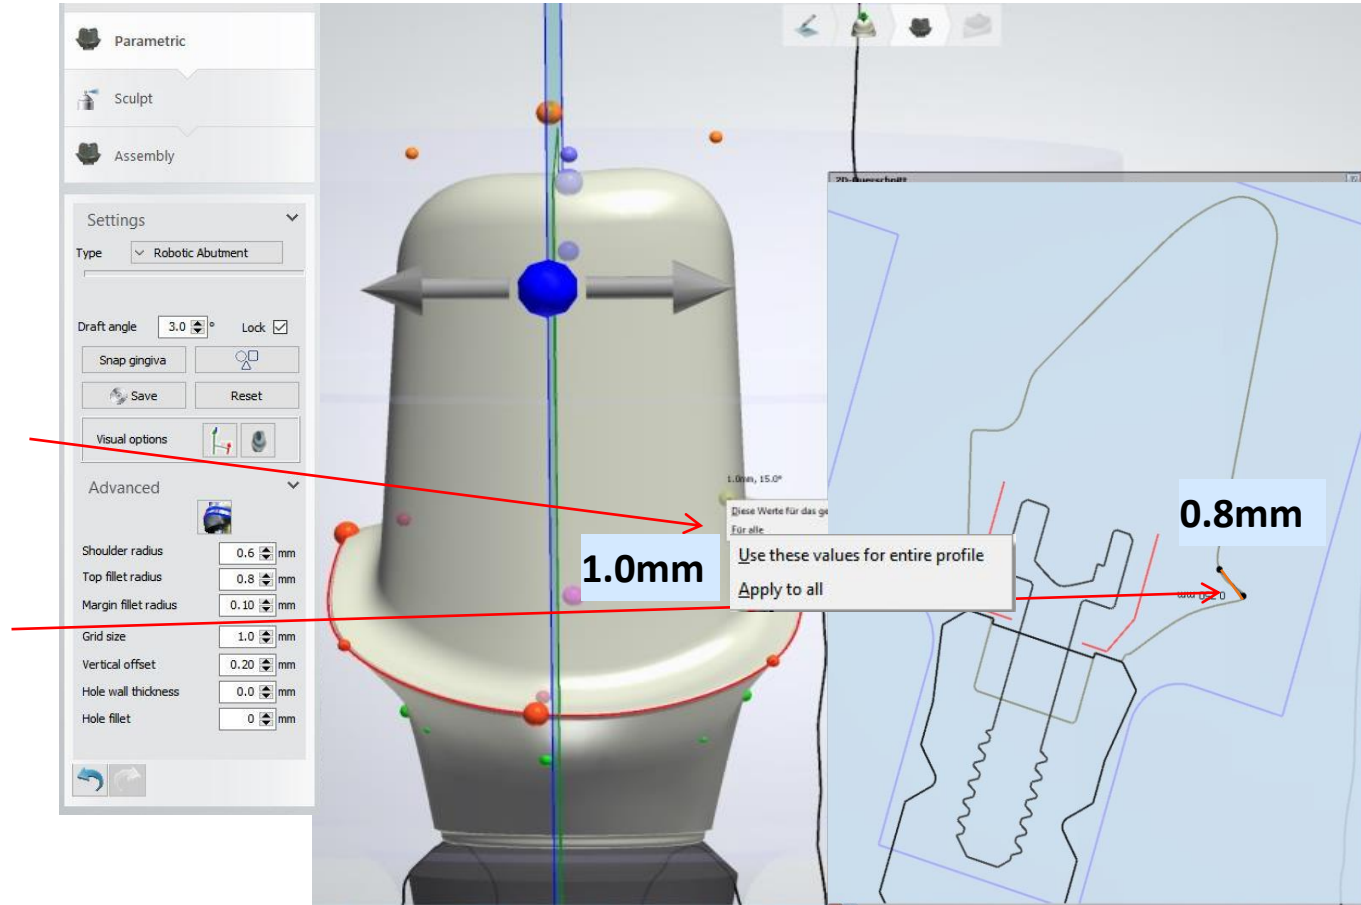 Parametric
Sculpt
Assembly
Settings
Type Robotic Abutment
Draft angle 3.0 ° Lock
Snap gingiva
Save Reset
Visual options
Advanced
Shoulder radius 0.6 mm
Top fillet radius 0.8 mm
Margin fillet radius 0.10 mm
Grid size 1.0 mm
Vertical offset 0.20 mm
Hole wall thickness 0.0 mm
Hole fillet 0 mm
1.0mm, 15.0°
Diese Werte für das ge
Für alle
1.0mm
Use these values for entire profile
Apply to all
2D-Querschnitt
0.8mm